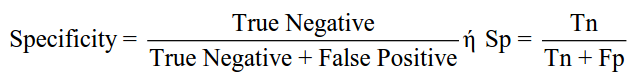 Specificity = True Negative / True Negative + False Positive ή Sp = Tn / Tn + Fp